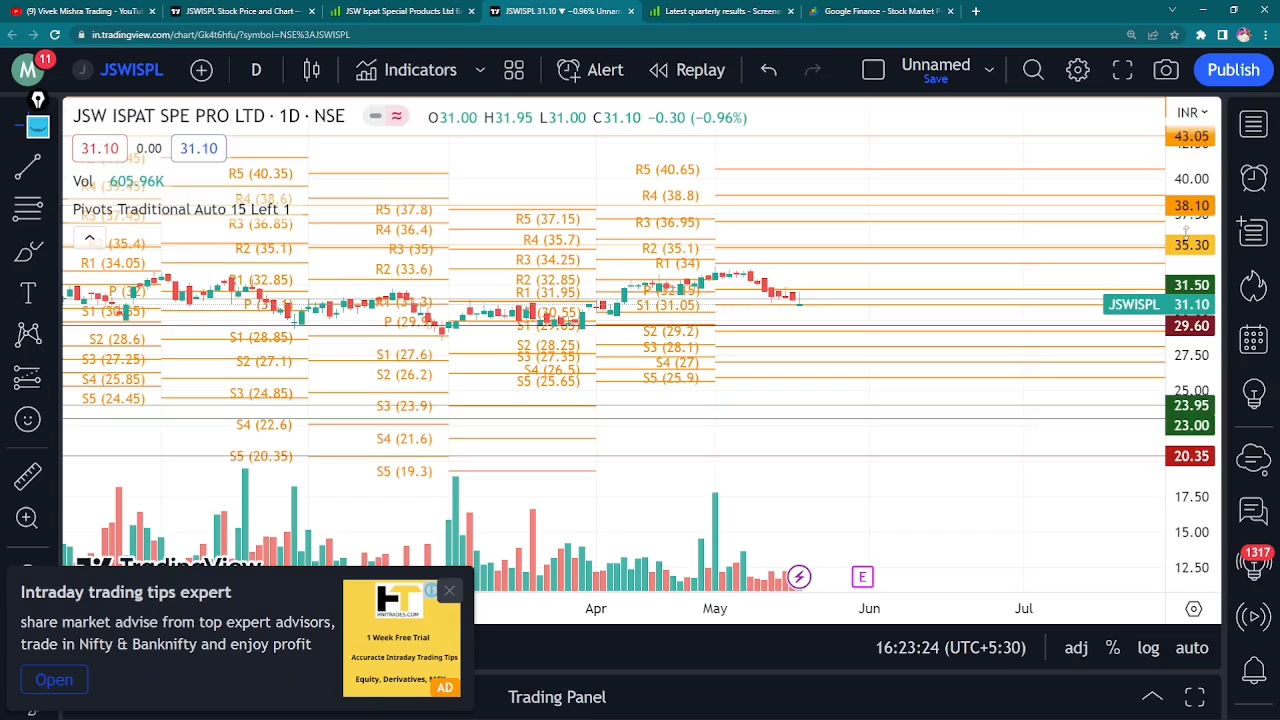 (9) Vivek Mishra Trading - YouT
JSWISPL Stock Price and Chart —
JSW Ispat Special Products Ltd fi
JSWISPL 31.10 ▼ −0.96% Unnam
Latest quarterly results - Screene
Google Finance - Stock Market P
in.tradingview.com/chart/Gk4t6hfu/?symbol=NSE%3AJSWISPL
M 11
J JSWISPL
D
Indicators
Alert
Replay
Unnamed
Save
Publish
JSW ISPAT SPE PRO LTD · 1D · NSE
O31.00 H31.95 L31.00 C31.10 −0.30 (−0.96%)
INR
31.10 0.00 31.10
Vol 605.96K
Pivots Traditional Auto 15 Left 1
R1 (34.05)
S2 (28.6)
S3 (27.25)
S4 (25.85)
S5 (24.45)
R5 (40.35)
R4 (38.6)
R3 (36.85)
R2 (35.1)
R1 (32.85)
S1 (28.85)
S2 (27.1)
S3 (24.85)
S4 (22.6)
S5 (20.35)
R5 (37.8)
R4 (36.4)
R3 (35)
R2 (33.6)
P (29.9)
S1 (27.6)
S2 (26.2)
S3 (23.9)
S4 (21.6)
S5 (19.3)
R5 (37.15)
R4 (35.7)
R3 (34.25)
R2 (32.85)
R1 (31.95)
S2 (28.25)
S3 (27.35)
S4 (26.5)
S5 (25.65)
R5 (40.65)
R4 (38.8)
R3 (36.95)
R2 (35.1)
R1 (34)
S1 (31.05)
S2 (29.2)
S3 (28.1)
S4 (27)
S5 (25.9)
43.05
40.00
38.10
35.30
31.50
JSWISPL 31.10
29.60
27.50
25.00
23.95
23.00
20.35
17.50
15.00
12.50
TradingView
E
1317
Apr May Jun Jul
Intraday trading tips expert
share market advise from top expert advisors,
trade in Nifty & Banknifty and enjoy profit
Open
HT
HNITRADES.COM
1 Week Free Trial
Accuracte Intraday Trading Tips
Equity, Derivatives,
AD
16:23:24 (UTC+5:30)
adj % log auto
Trading Panel